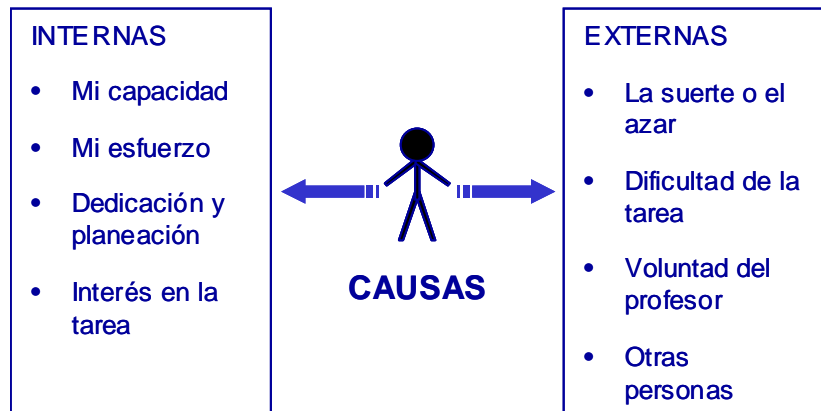 INTERNAS
• Mi capacidad
• Mi esfuerzo
• Dedicación y
planeación
• Interés en la
tarea
CAUSAS
EXTERNAS
• La suerte o el
azar
• Dificultad de la
tarea
• Voluntad del
profesor
• Otras
personas